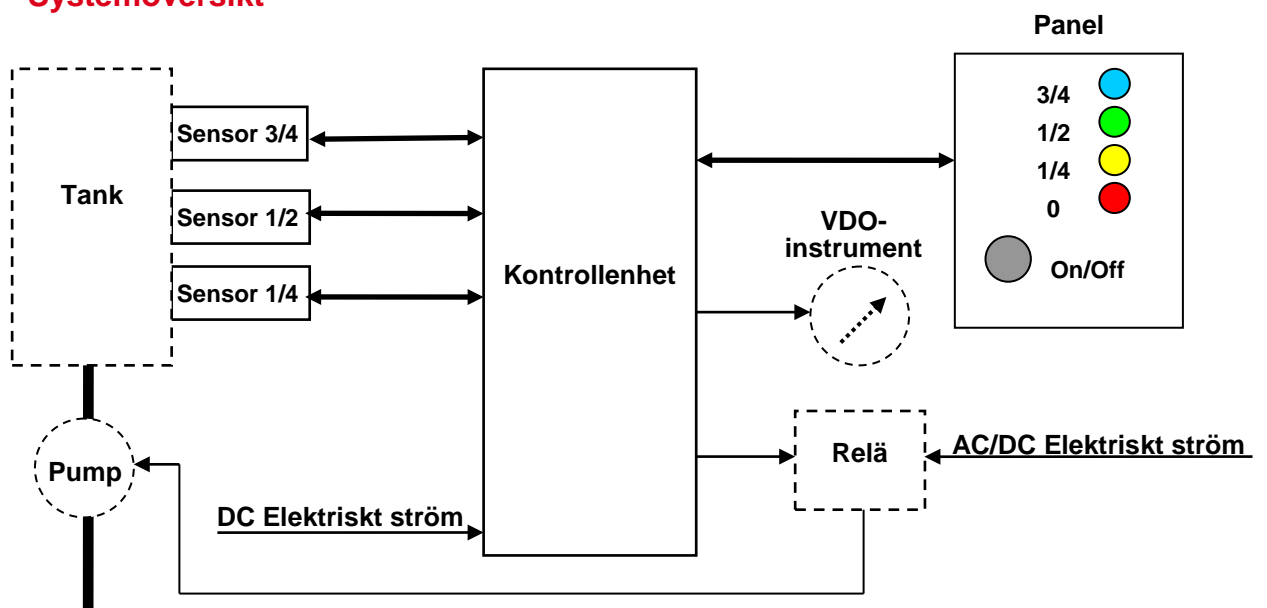 Systemöversikt
Panel
3/4
1/2
1/4
0
On/Off
Tank
Sensor 3/4
Sensor 1/2
Sensor 1/4
Kontrollenhet
VDO-
instrument
Relä
AC/DC Elektriskt ström
Pump
DC Elektriskt ström